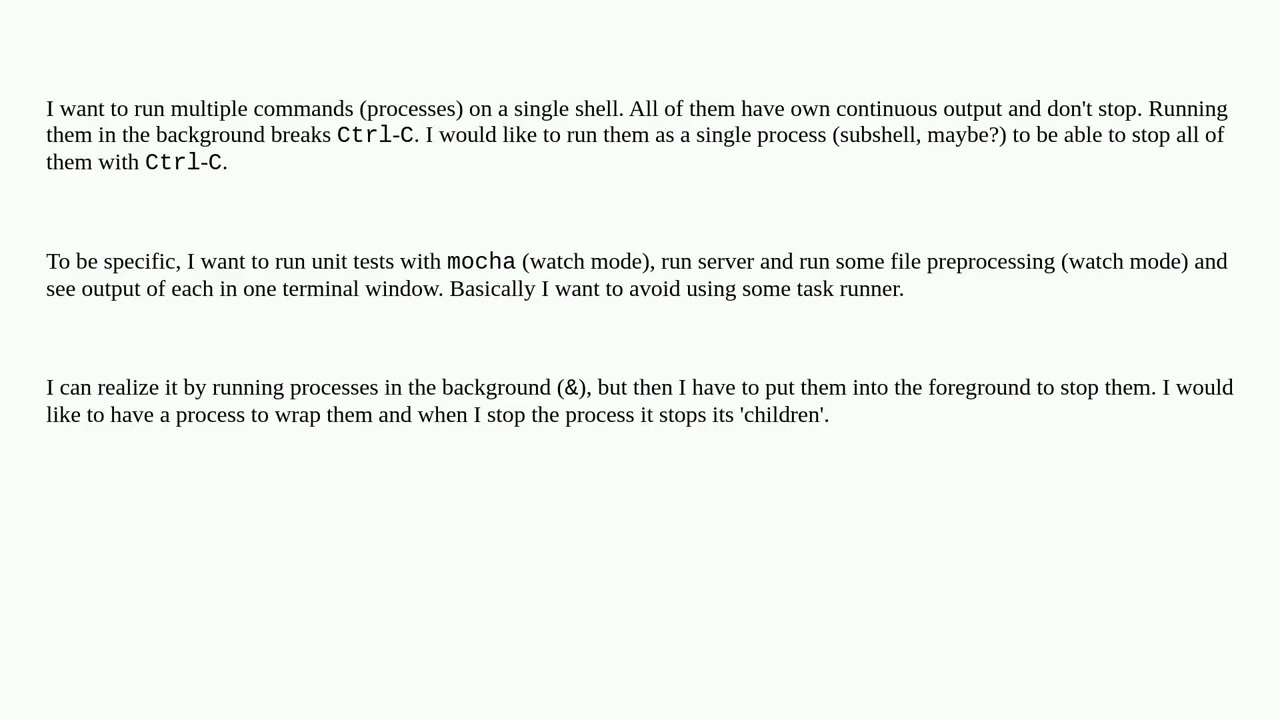 I want to run multiple commands (processes) on a single shell. All of them have own continuous output and don't stop. Running
them in the background breaks Ctrl-C. I would like to run them as a single process (subshell, maybe?) to be able to stop all of
them with Ctrl-C.
To be specific, I want to run unit tests with mocha (watch mode), run server and run some file preprocessing (watch mode) and
see output of each in one terminal window. Basically I want to avoid using some task runner.
I can realize it by running processes in the background (&), but then I have to put them into the foreground to stop them. I would
like to have a process to wrap them and when I stop the process it stops its 'children'.